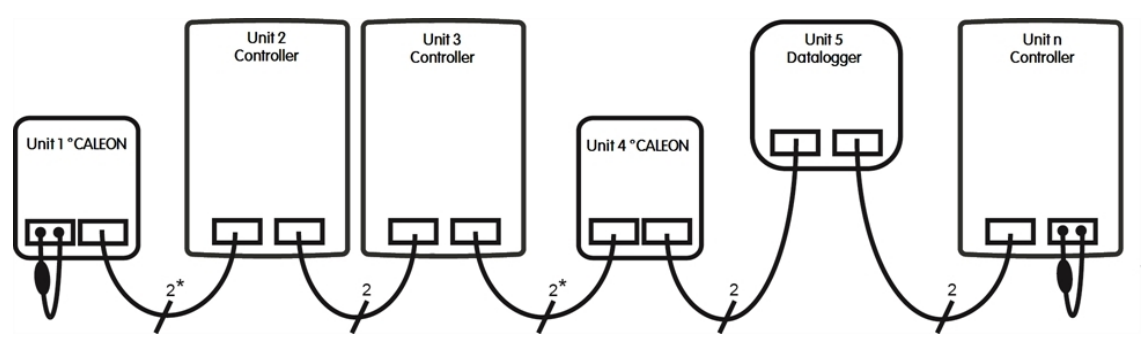 Unit 2
Controller
Unit 3
Controller
Unit 5
Datalogger
Unit n
Controller
Unit 1 °CALEON
Unit 4 °CALEON
2*
2
2*
2
2